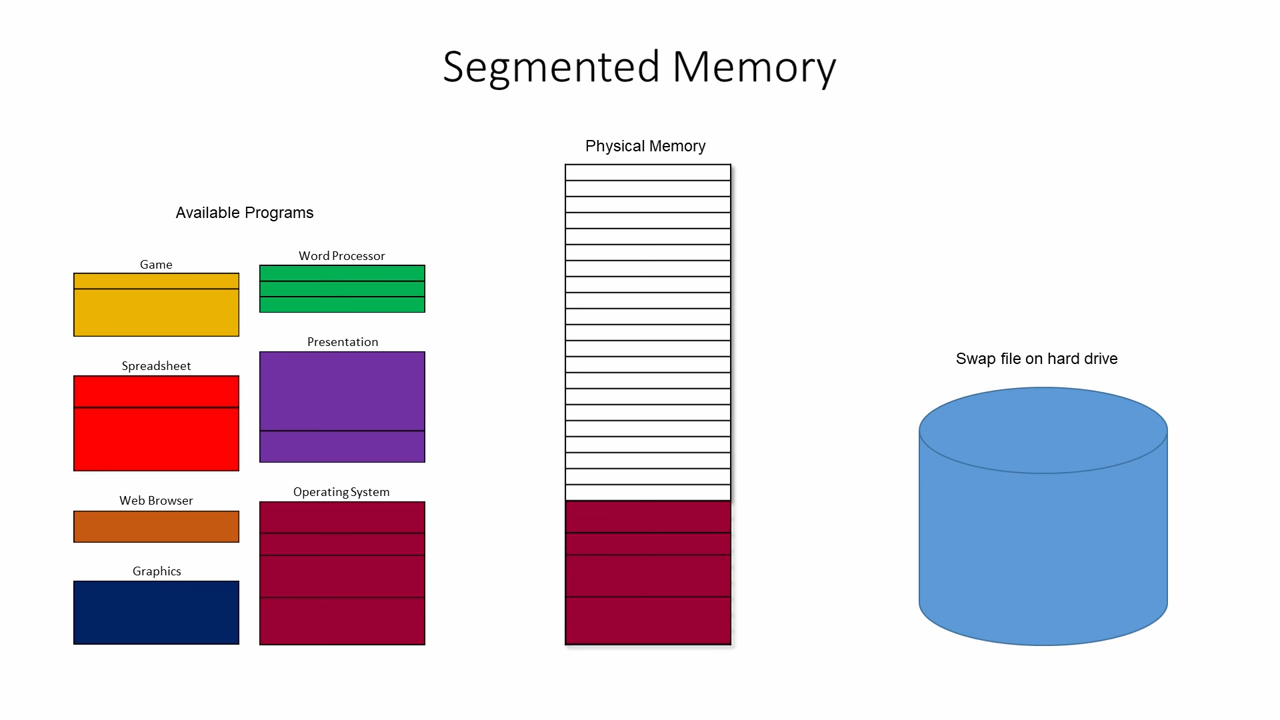 Segmented Memory
Physical Memory
Available Programs
Game
Word Processor
Spreadsheet
Presentation
Web Browser
Operating System
Graphics
Swap file on hard drive